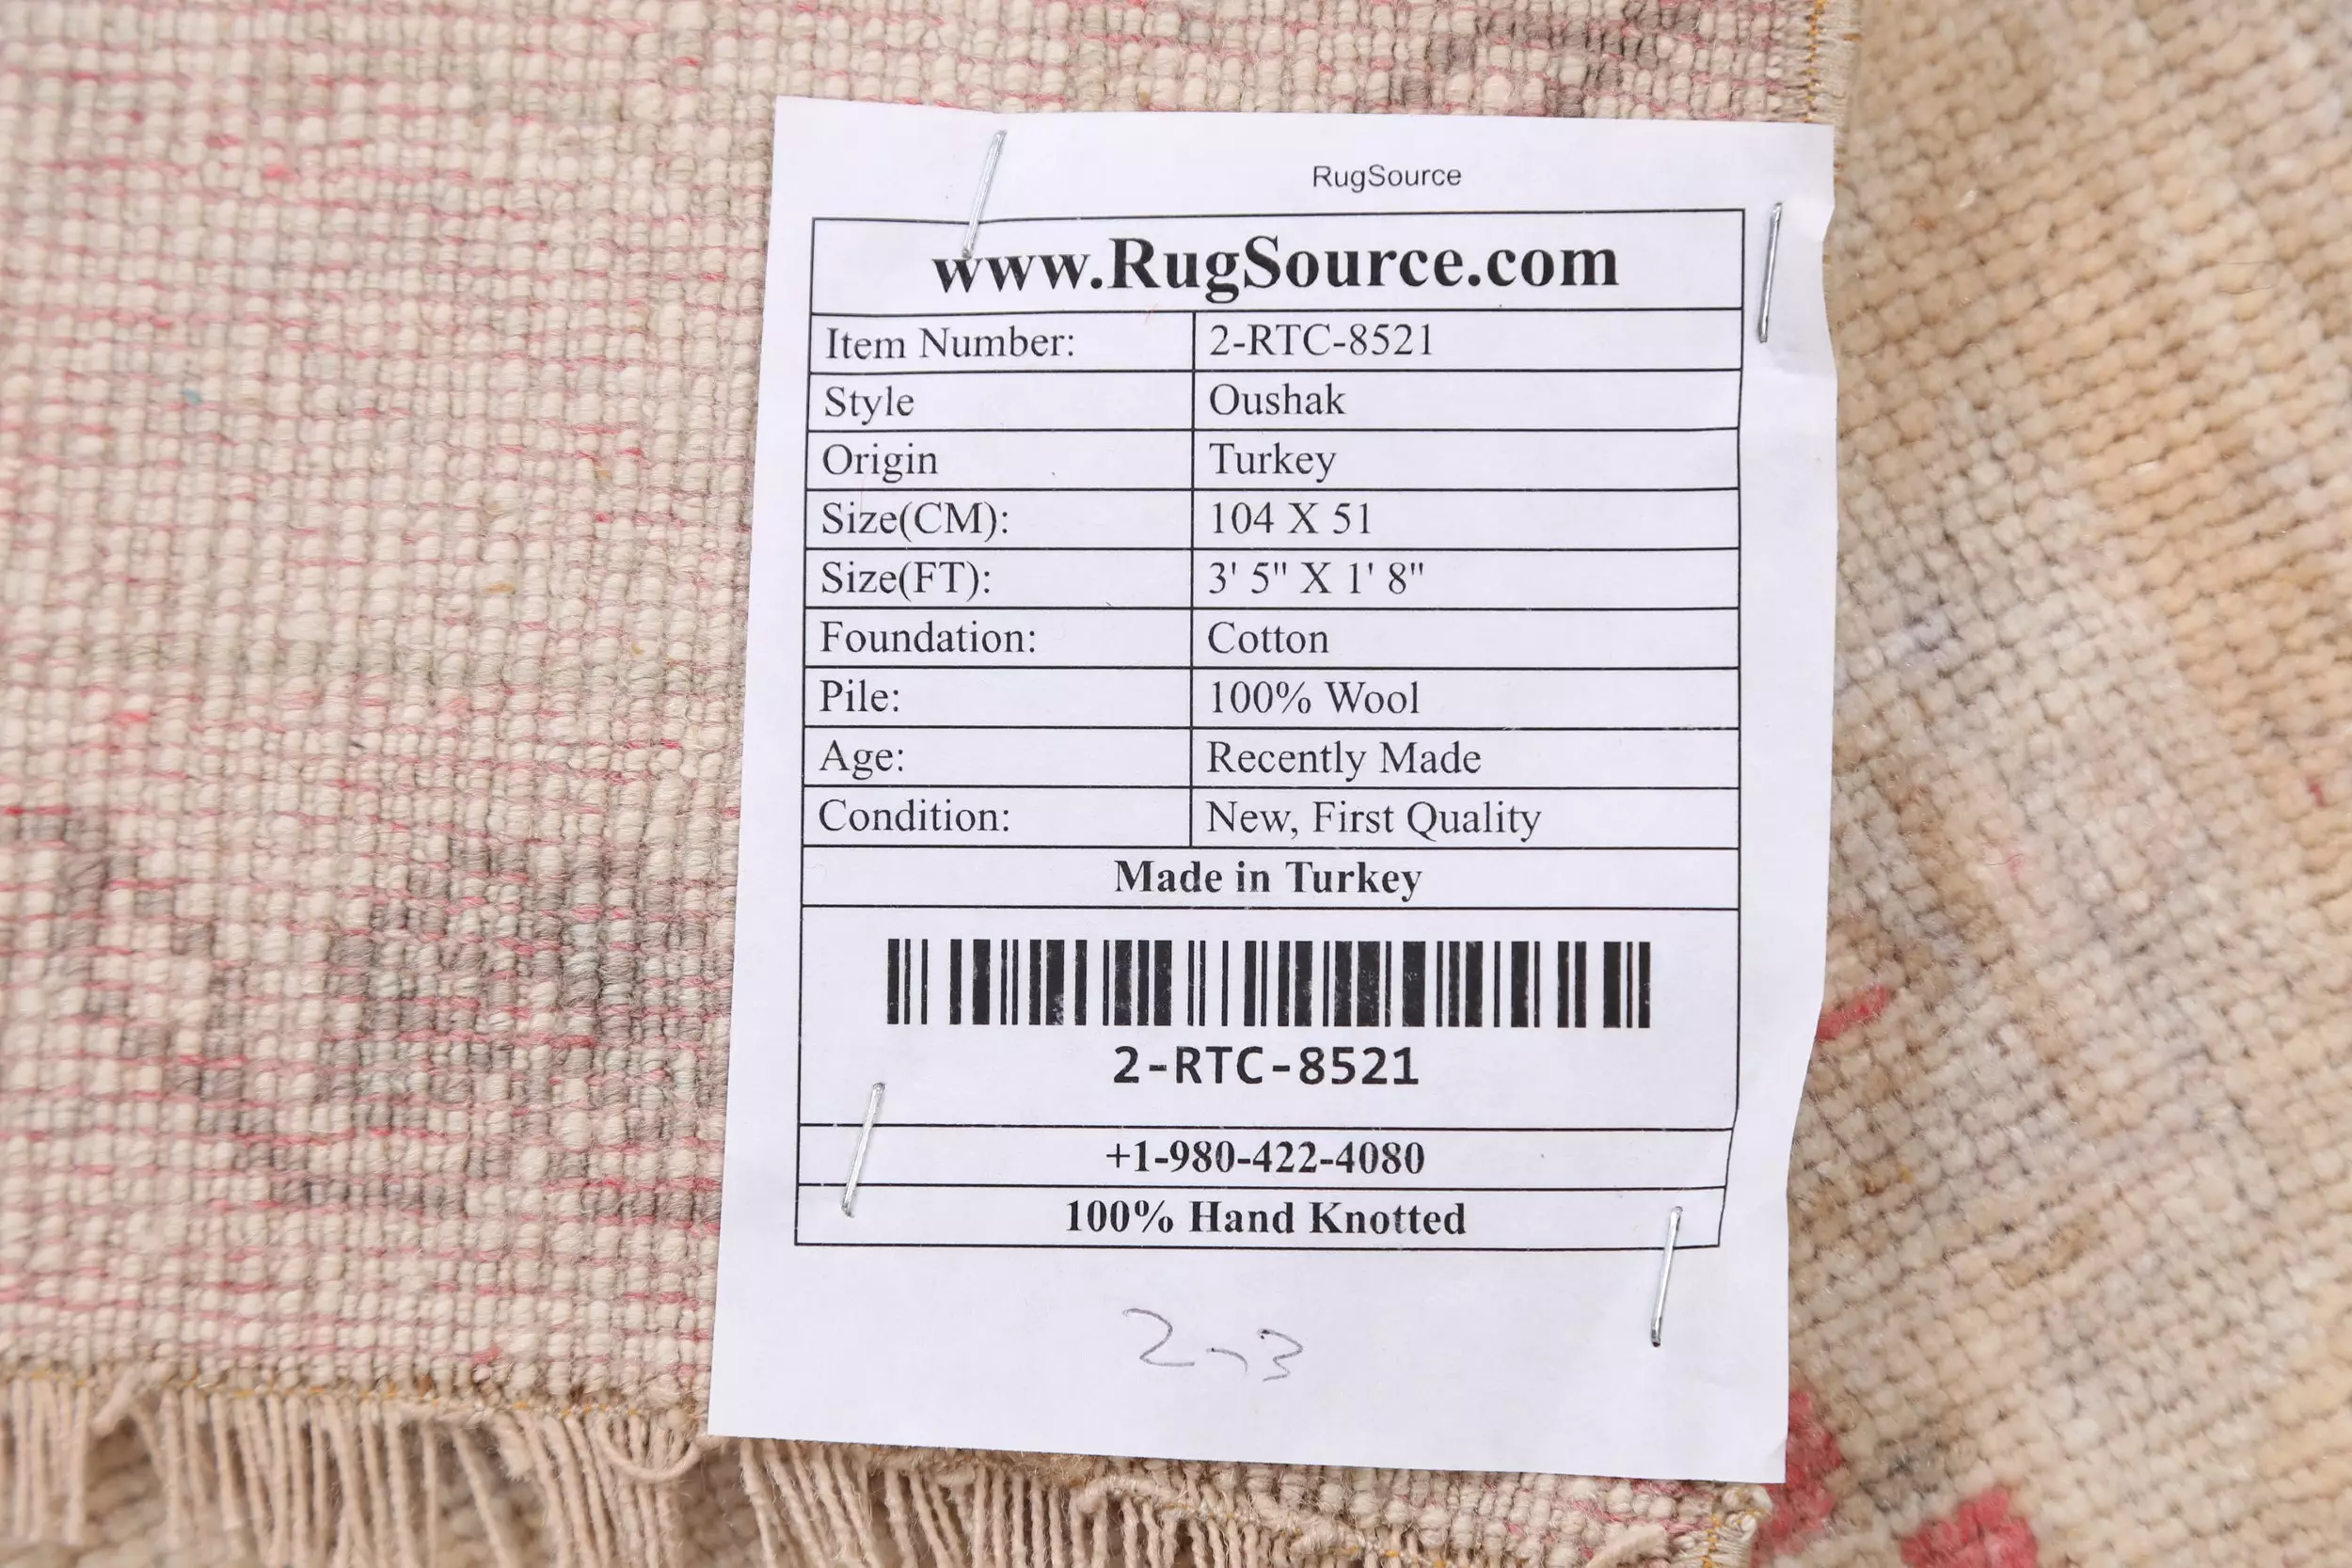 RugSource
www.RugSource.com
Item Number: 2-RTC-8521
Style Oushak
Origin Turkey
Size(CM): 104 X 51
Size(FT): 3' 5" X 1' 8"
Foundation: Cotton
Pile: 100% Wool
Age: Recently Made
Condition: New, First Quality
Made in Turkey
2-RTC-8521
+1-980-422-4080
100% Hand Knotted
2-3